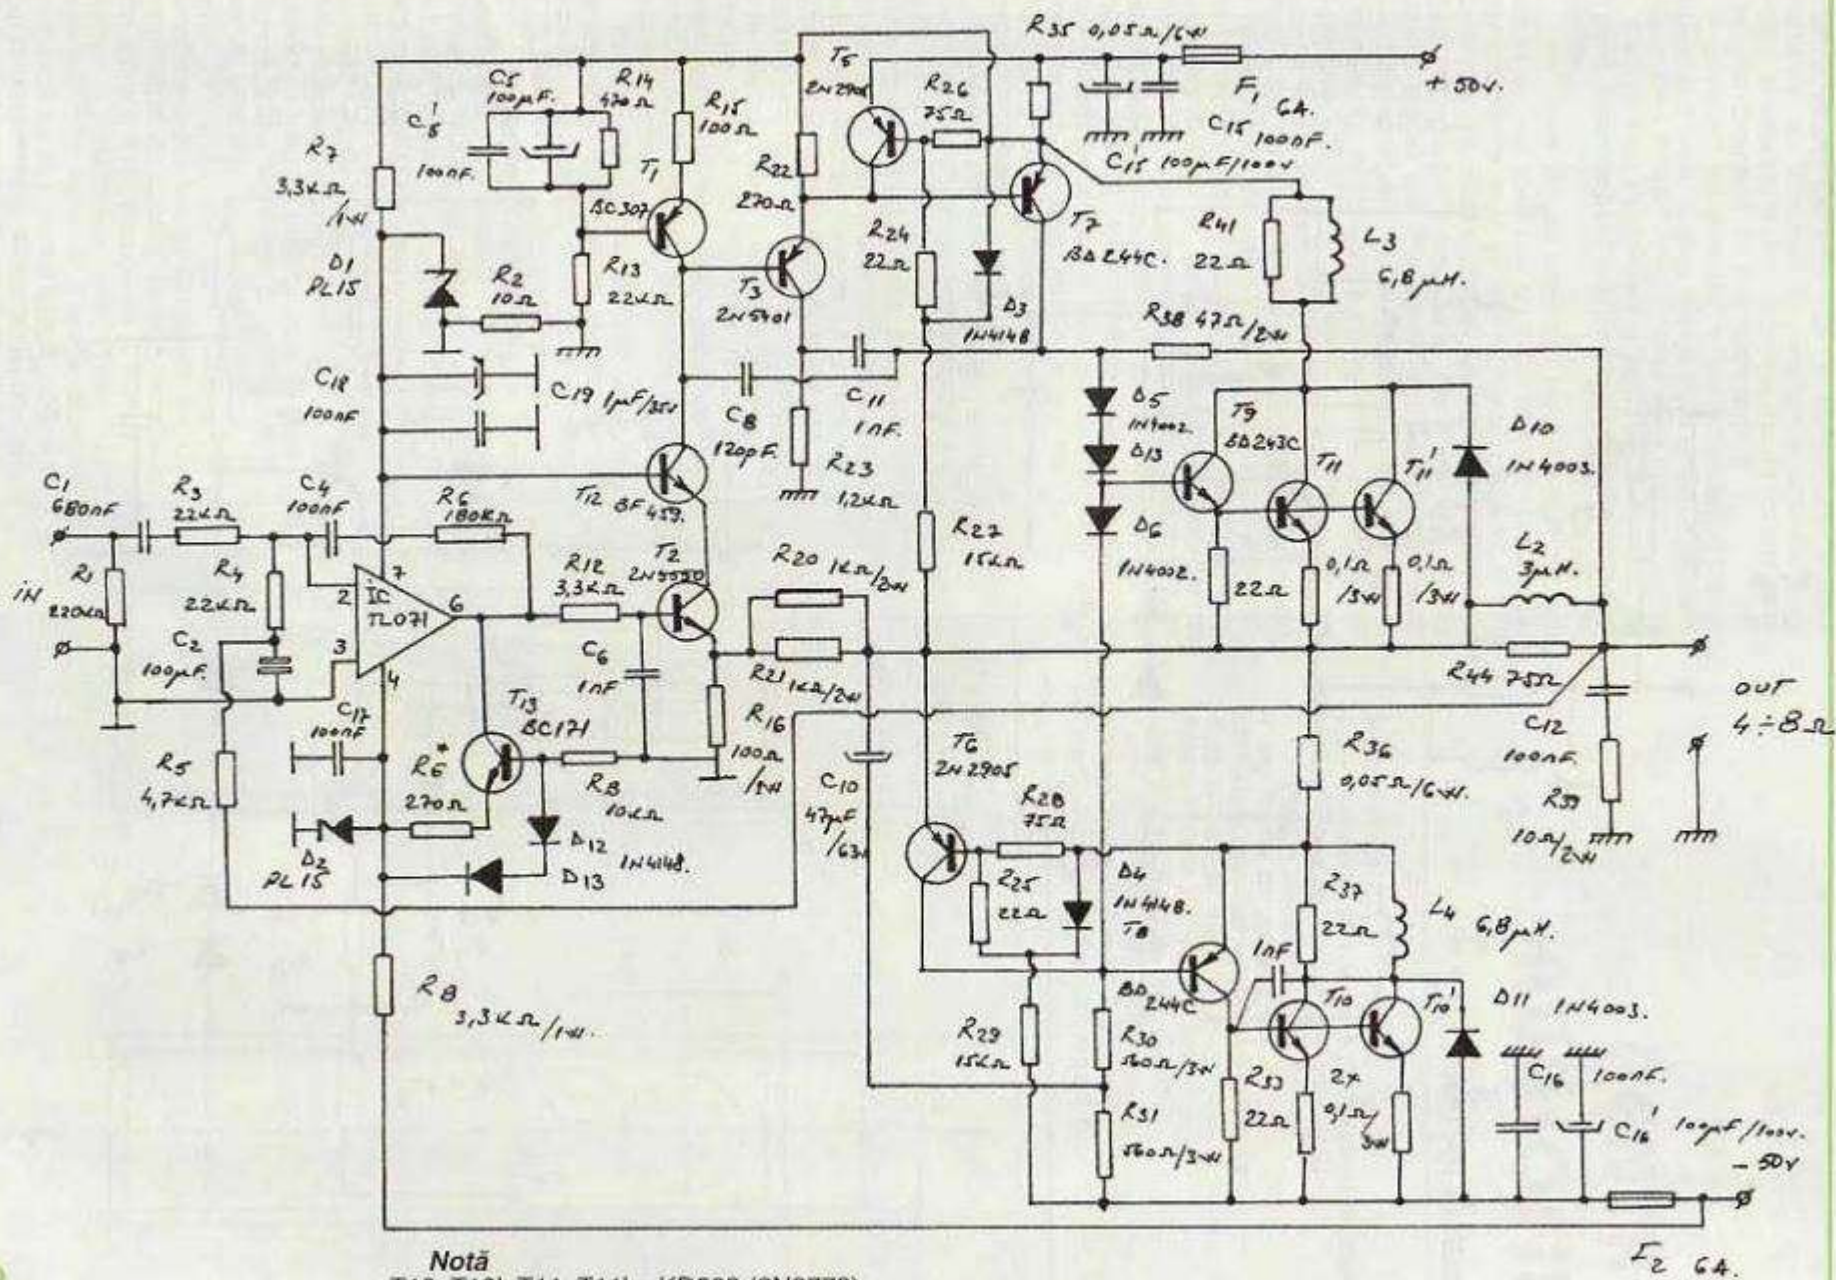 R35 0,05Ω/6W
T5
2N2905
R26
75Ω
+50V.
F1 6A.
C15 100nF.
C15' 100μF/100V
C5
100μF.
C5'
100nF.
R14
470Ω
R15
100Ω
R7
3,3KΩ
/1W
T1
BC307
R22
270Ω
T7
BD244C.
R41
22Ω
L3
6,8μH.
D1
PL15
R2
10Ω
R13
22KΩ
T3
2N5401
R24
22Ω
D3
1N4148
R38 47Ω/2W
C18
100nF
C19 1μF/35V
C8
120pF.
C11
1nF.
R23
1,2KΩ
D5
1N4002.
D13
T9
BD243C
T11
T11'
D10
1N4003.
C1
680nF
R3
22KΩ
C4
100nF
R6
180KΩ
T12 BF459.
R27
15KΩ
D6
1N4002.
22Ω
0,1Ω
/3W
0,1Ω
/3W
L2
3μH.
iN
R1
220KΩ
R4
22KΩ
7
2
IC
TL071
6
3
4
R12
3,3KΩ
T2
2N5550
R20 1KΩ/2W
C2
100μF.
C6
1nF
R21 1KΩ/2W
R44 75Ω
OUT
4÷8Ω
C17
100nF
T13
BC171
R16
100Ω
/1W
T6
2N2905
R36
0,05Ω/6W.
C12
100nF
R39
10Ω/2W
R5
4,7KΩ
R6*
270Ω
R8
10KΩ
C10
47μF
/63V
R28
75Ω
D2
PL15
D12
1N4148.
D13
R25
22Ω
D4
1N4148.
T8
R37
22Ω
L4
6,8μH.
1nF
BD
244C
T10
T10'
D11 1N4003.
R8
3,3KΩ/1W.
R29
15KΩ
R30
560Ω/3W
R33
22Ω
2x
0,1Ω/
3W
C16 100nF.
R31
560Ω/3W
C16' 100μF/100V.
-50V
F2 6A.
Notă